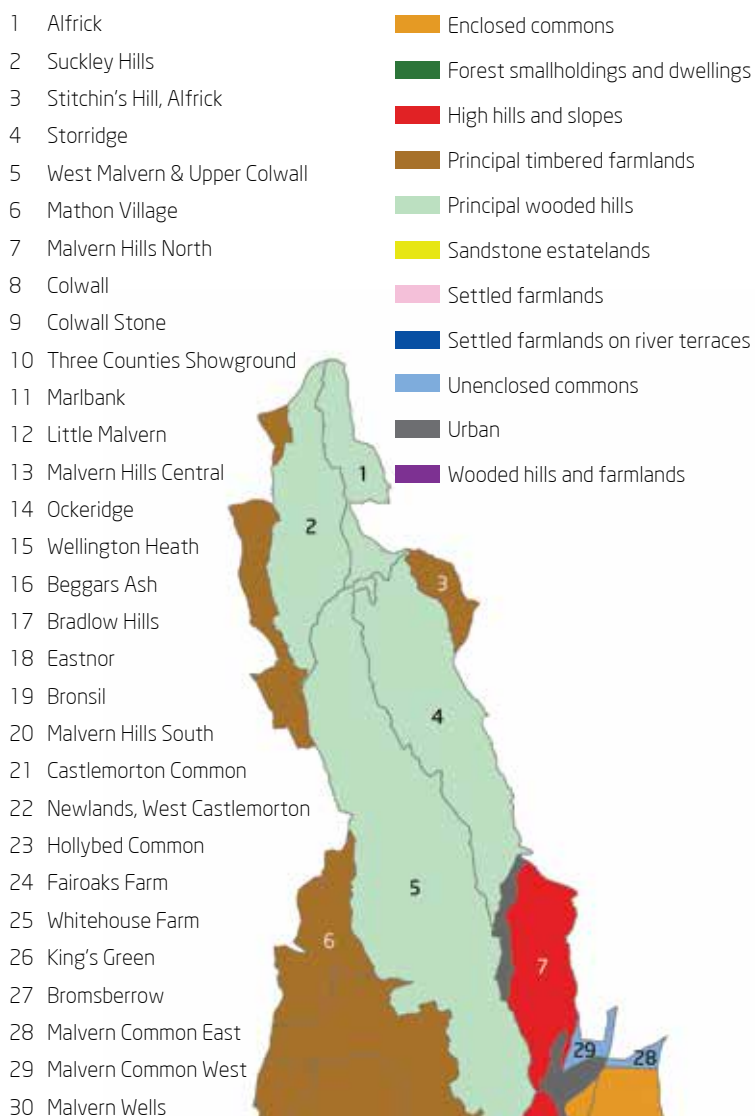 1 Alfrick
2 Suckley Hills
3 Stitchin's Hill, Alfrick
4 Storridge
5 West Malvern & Upper Colwall
6 Mathon Village
7 Malvern Hills North
8 Colwall
9 Colwall Stone
10 Three Counties Showground
11 Marlbank
12 Little Malvern
13 Malvern Hills Central
14 Ockeridge
15 Wellington Heath
16 Beggars Ash
17 Bradlow Hills
18 Eastnor
19 Bronsil
20 Malvern Hills South
21 Castlemorton Common
22 Newlands, West Castlemorton
23 Hollybed Common
24 Fairoaks Farm
25 Whitehouse Farm
26 King's Green
27 Bromsberrow
28 Malvern Common East
29 Malvern Common West
30 Malvern Wells
Enclosed commons
Forest smallholdings and dwellings
High hills and slopes
Principal timbered farmlands
Principal wooded hills
Sandstone estatelands
Settled farmlands
Settled farmlands on river terraces
Unenclosed commons
Urban
Wooded hills and farmlands
1
2
3
4
5
6
7
29
28